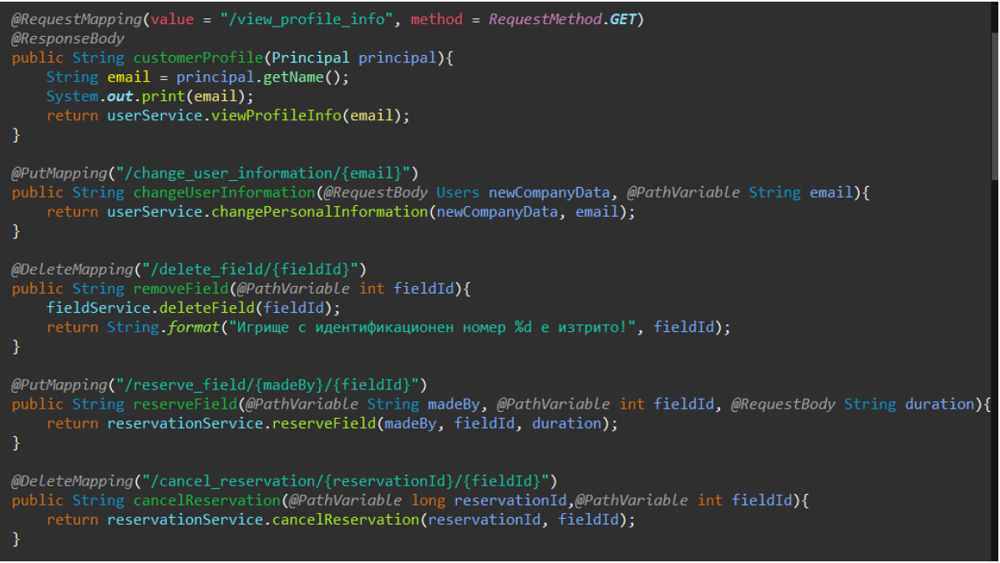 @RequestMapping(value = "/view_profile_info", method = RequestMethod.GET)
@ResponseBody
public String customerProfile(Principal principal){
    String email = principal.getName();
    System.out.print(email);
    return userService.viewProfileInfo(email);
}

@PutMapping("/change_user_information/{email}")
public String changeUserInformation(@RequestBody Users newCompanyData, @PathVariable String email){
    return userService.changePersonalInformation(newCompanyData, email);
}

@DeleteMapping("/delete_field/{fieldId}")
public String removeField(@PathVariable int fieldId){
    fieldService.deleteField(fieldId);
    return String.format("Игрище с идентификационен номер %d е изтрито!", fieldId);
}

@PutMapping("/reserve_field/{madeBy}/{fieldId}")
public String reserveField(@PathVariable String madeBy, @PathVariable int fieldId, @RequestBody String duration){
    return reservationService.reserveField(madeBy, fieldId, duration);
}

@DeleteMapping("/cancel_reservation/{reservationId}/{fieldId}")
public String cancelReservation(@PathVariable long reservationId,@PathVariable int fieldId){
    return reservationService.cancelReservation(reservationId, fieldId);
}